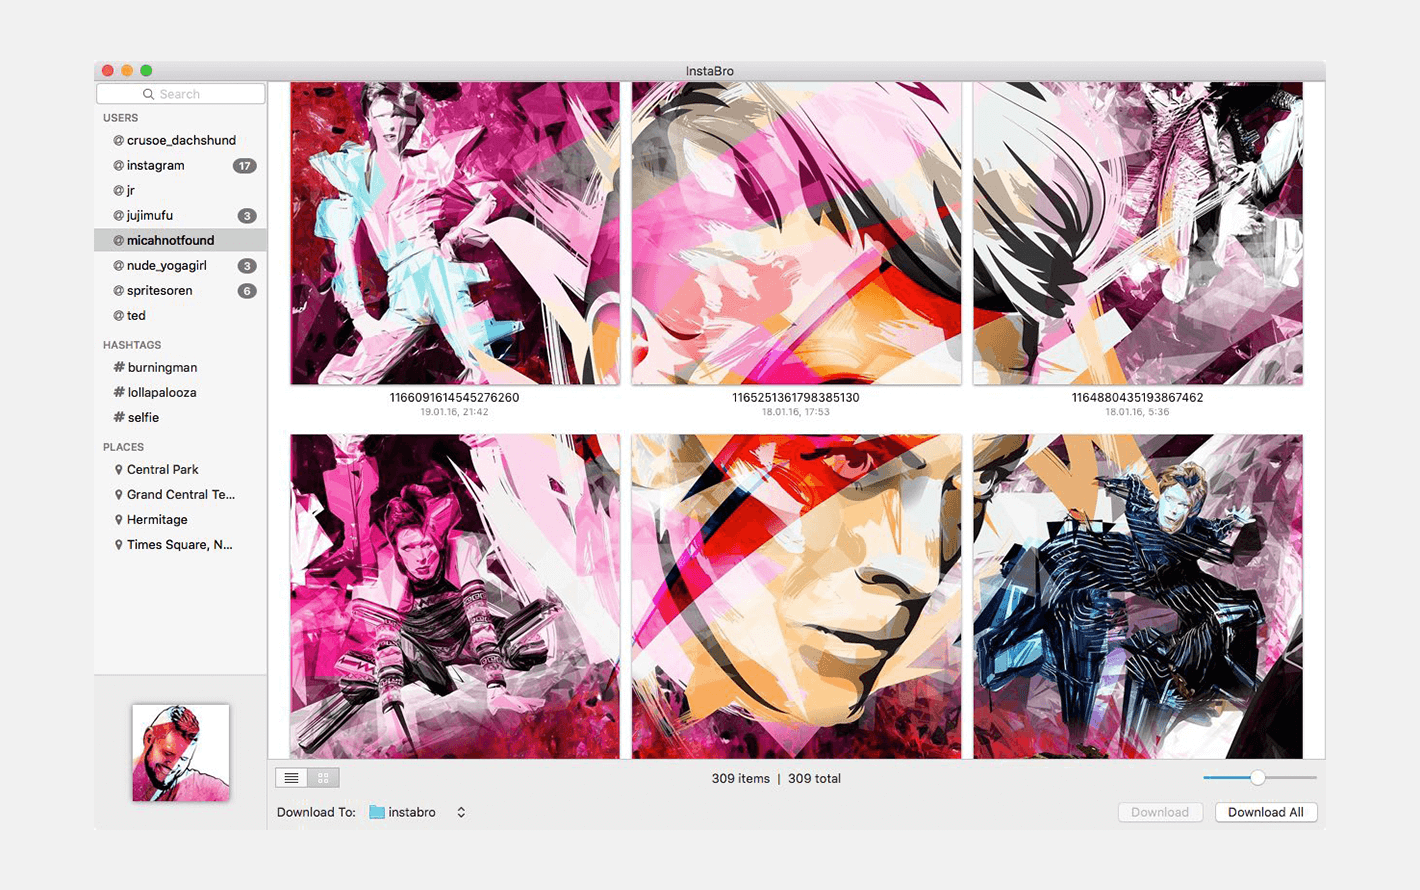 InstaBro
Search
USERS
@ crusoe_dachshund
@ instagram 17
@ jr
@ jujimufu 3
@ micahnotfound
@ nude_yogagirl 3
@ spritesoren 6
@ ted
HASHTAGS
# burningman
# lollapalooza
# selfie
PLACES
Central Park
Grand Central Te...
Hermitage
Times Square, N...
1166091614545276260
19.01.16, 21:42
1165251361798385130
18.01.16, 17:53
1164880435193867462
18.01.16, 5:36
309 items | 309 total
Download To: instabro
Download
Download All